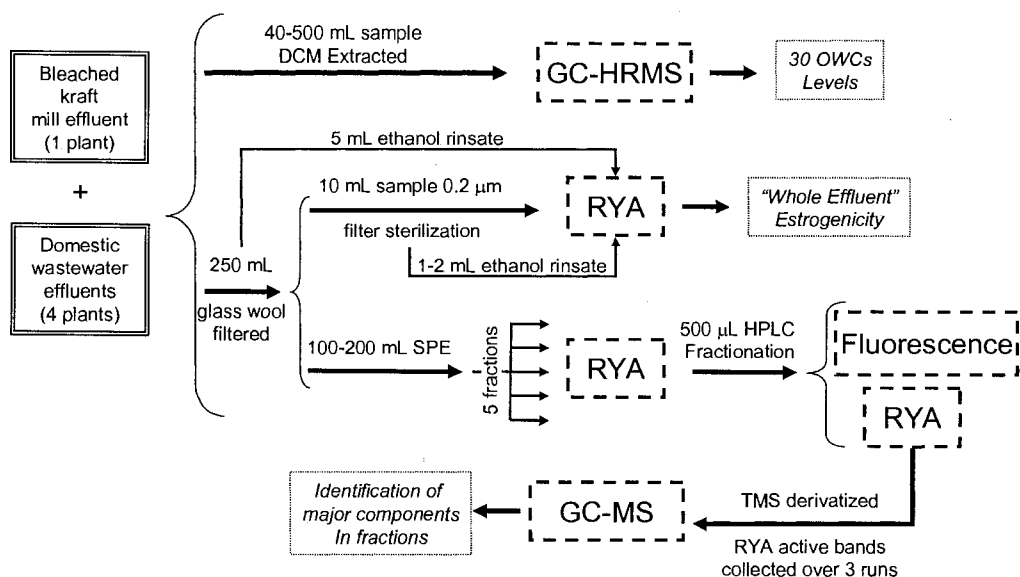 Bleached
kraft
mill effluent
(1 plant)
+
Domestic
wastewater
effluents
(4 plants)
40-500 mL sample
DCM Extracted
GC-HRMS
30 OWCs
Levels
5 mL ethanol rinsate
10 mL sample 0.2 μm
filter sterilization
1-2 mL ethanol rinsate
RYA
"Whole Effluent"
Estrogenicity
250 mL
glass wool
filtered
100-200 mL SPE
5 fractions
RYA
500 μL HPLC
Fractionation
Fluorescence
RYA
TMS derivatized
RYA active bands
collected over 3 runs
GC-MS
Identification of
major components
In fractions